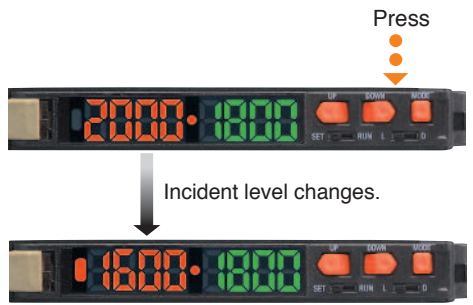 Press
UP DOWN MODE
2000 1800
SET RUN L D
Incident level changes.
UP DOWN MODE
1600 1800
SET RUN L D